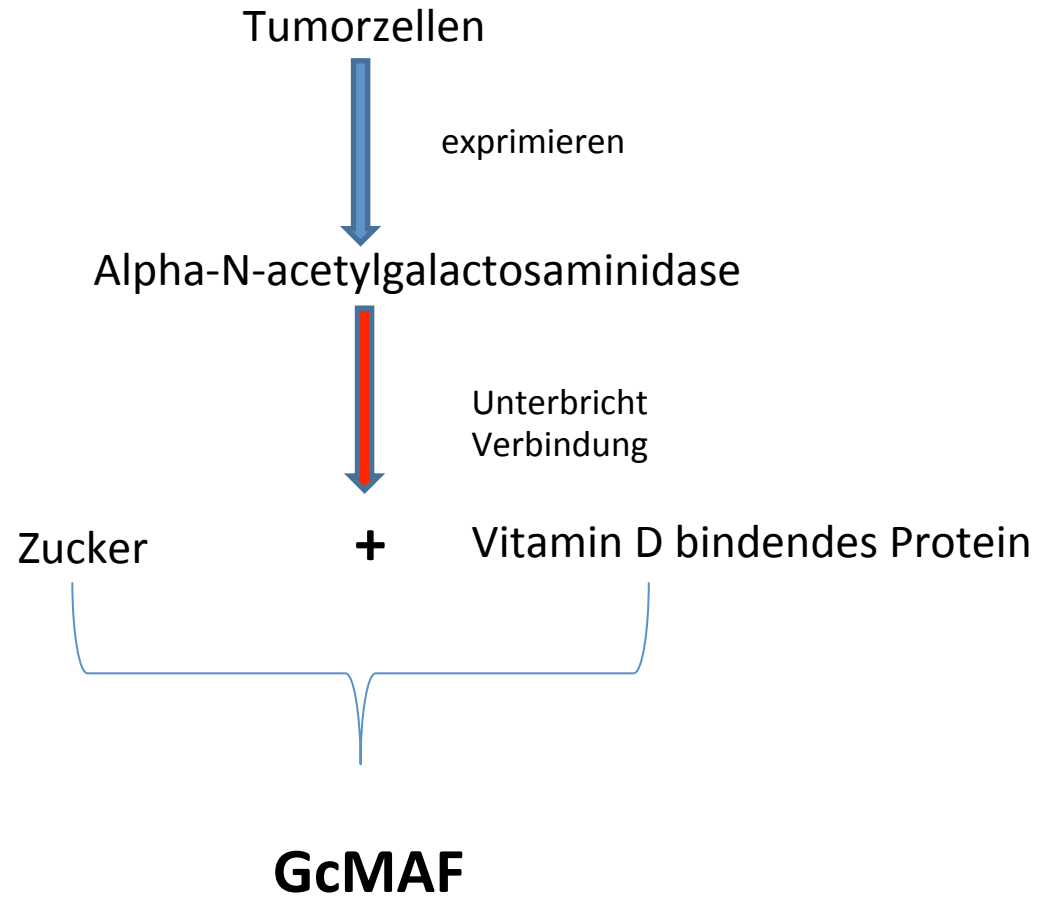 Tumorzellen
exprimieren
Alpha-N-acetylgalactosaminidase
Unterbricht
Verbindung
Zucker + Vitamin D bindendes Protein
GcMAF